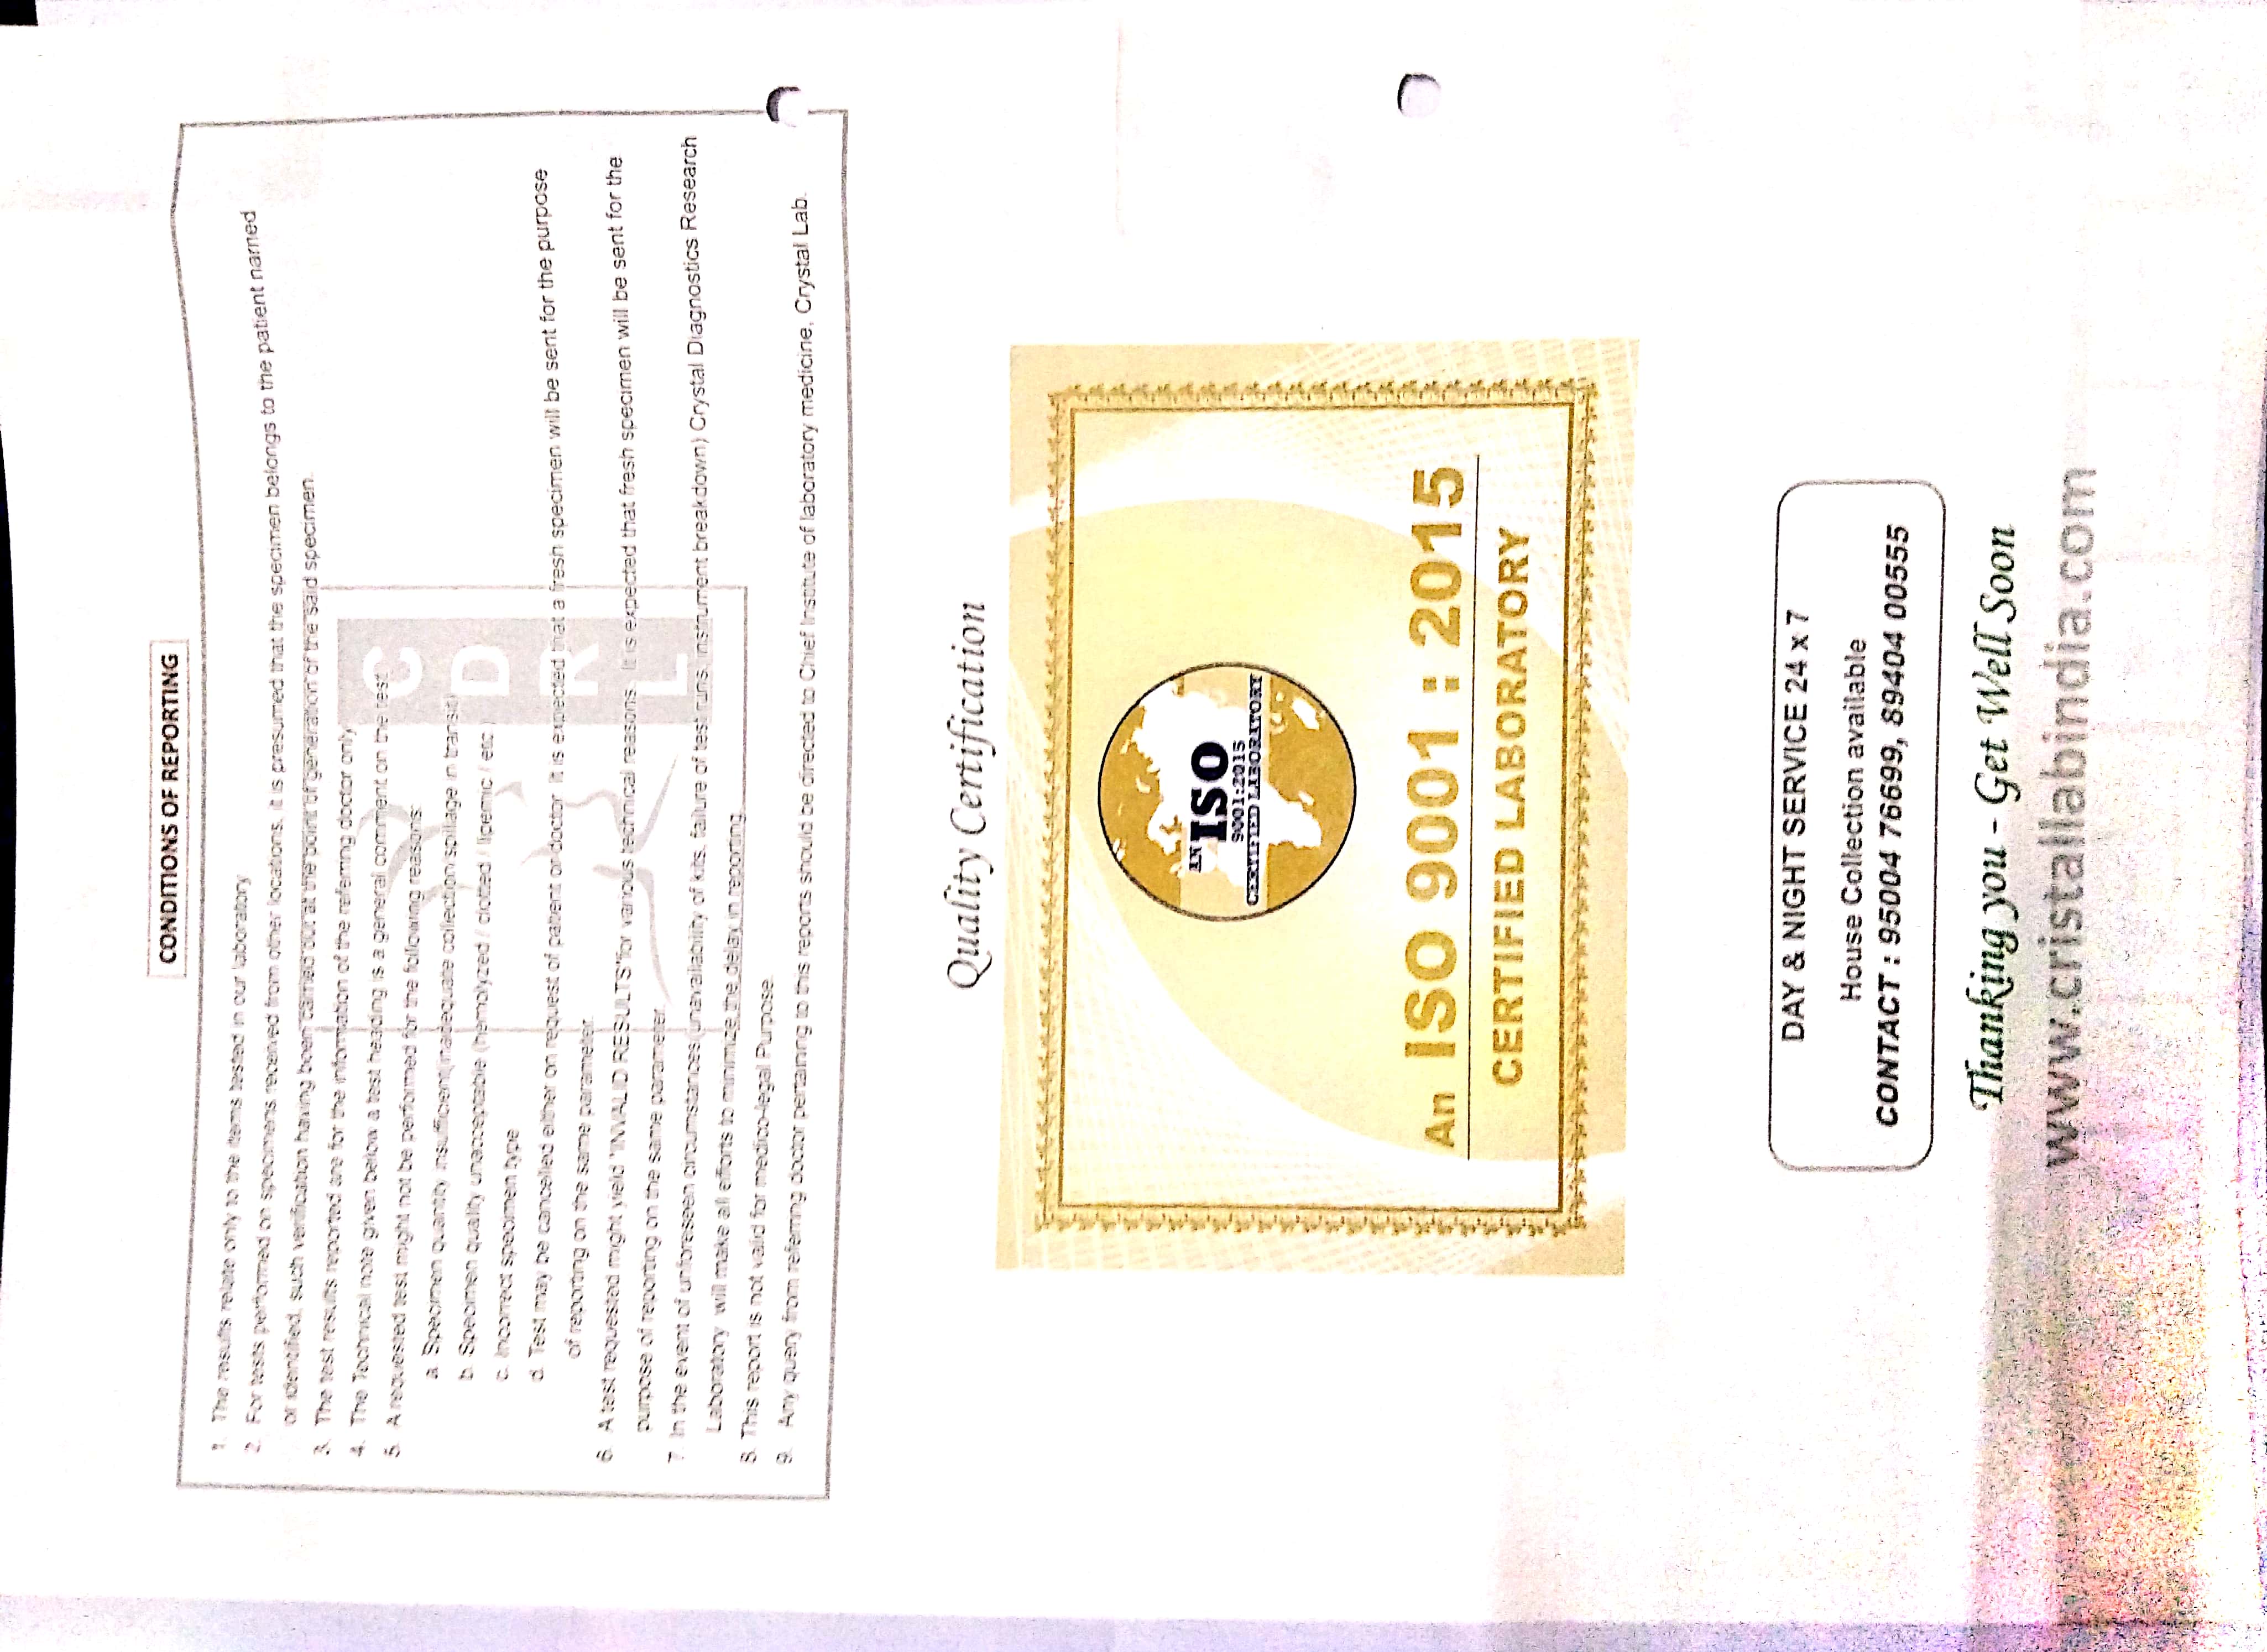 CONDITIONS OF REPORTING
1. The results relate only to the items tested in our laboratory
2. For tests performed on specimens received from other locations, it is presumed that the specimen belongs to the patient named
or identified, such verification having been carried out at the point of generation of the said specimen.
3. The test results reported are for the information of the referring doctor only
4. The Technical note given below a test heading is a general comment on the test
5. A requested test might not be performed for the following reasons:
a. Specimen quantity insufficient(inadequate collection/spillage in transit)
b. Specimen quality unacceptable (hemolyzed / clotted / lipemic / etc.)
c. Incorrect specimen type
d. Test may be cancelled either on request of patient or doctor. It is expected that a fresh specimen will be sent for the purpose
of reporting on the same parameter.
6. A test requested might yield "INVALID RESULTS"for various technical reasons. It is expected that fresh specimen will be sent for the
purpose of reporting on the same parameter.
7. In the event of unforeseen circumstances (unavailability of kits, failure of test runs, instrument breakdown) Crystal Diagnostics Research
Laboratory will make all efforts to minimize the delay in reporting.
8. This report is not valid for medico-legal Purpose.
9. Any query from referring doctor pertaining to this reports should be directed to Chief Institute of laboratory medicine, Crystal Lab.
C
D
R
L
Quality Certification
AN
ISO
9001:2015
CERTIFIED LABORATORY
An ISO 9001 : 2015
CERTIFIED LABORATORY
DAY & NIGHT SERVICE 24 x 7
House Collection available
CONTACT : 95004 76699, 89404 00555
Thanking you - Get Well Soon
www.cristallabindia.com